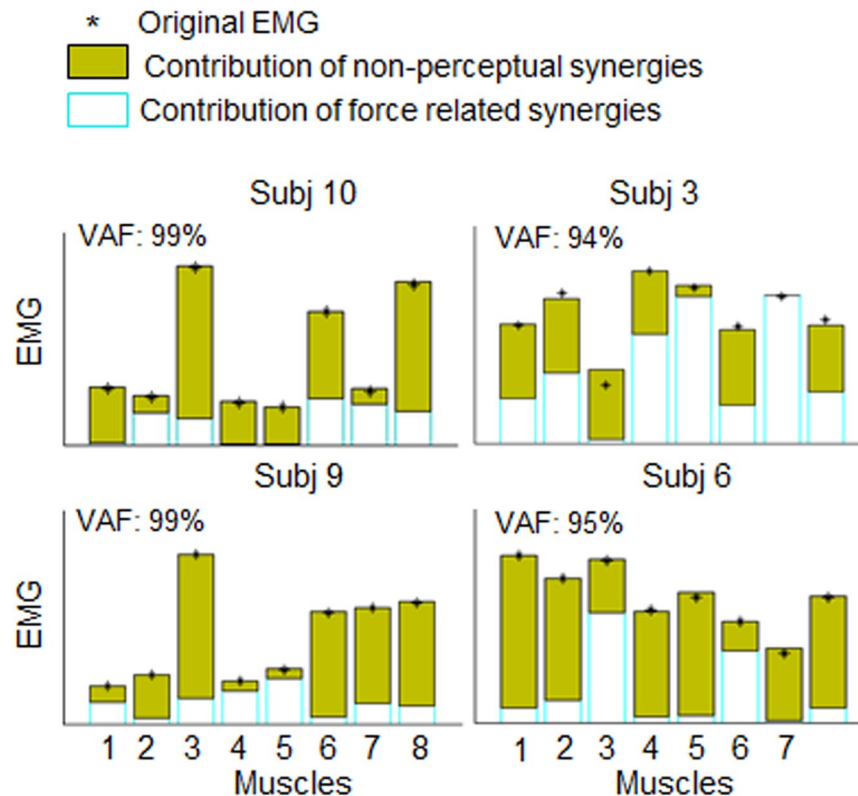 * Original EMG
Contribution of non-perceptual synergies
Contribution of force related synergies
Subj 10
VAF: 99%
EMG
Subj 3
VAF: 94%
Subj 9
VAF: 99%
EMG
1 2 3 4 5 6 7 8
Muscles
Subj 6
VAF: 95%
1 2 3 4 5 6 7
Muscles